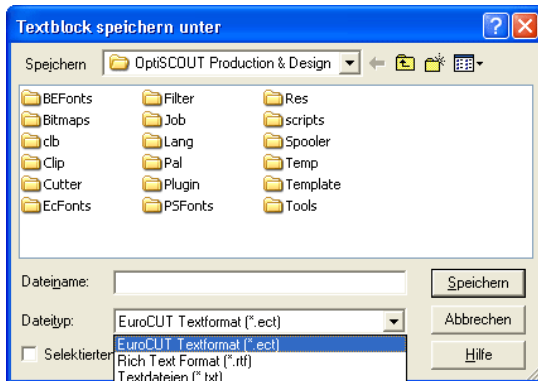 Textblock speichern unter
Speichern OptiSCOUT Production & Design
BEFonts Filter Res
Bitmaps Job scripts
clb Lang Spooler
Clip Pal Temp
Cutter Plugin Template
EcFonts PSFonts Tools
Dateiname: Speichern
Dateityp: EuroCUT Textformat (*.ect) Abbrechen
EuroCUT Textformat (*.ect)
Selektierter Rich Text Format (*.rtf) Hilfe
Textdateien (*.txt)